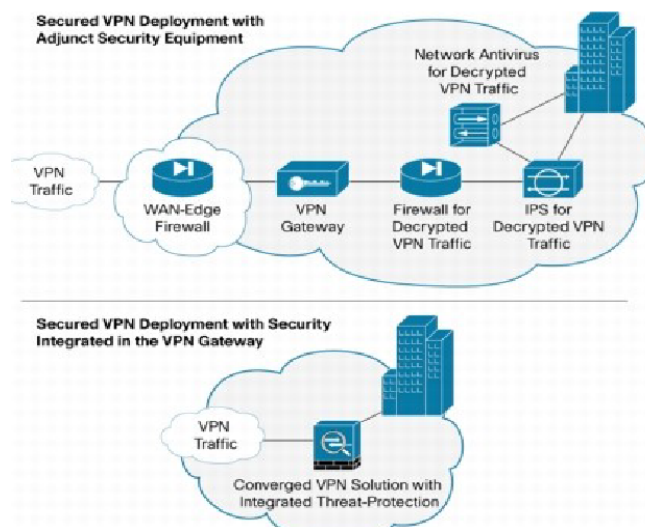 Secured VPN Deployment with
Adjunct Security Equipment
Network Antivirus
for Decrypted
VPN Traffic
VPN
Traffic
WAN-Edge
Firewall
VPN
Gateway
Firewall for
Decrypted
VPN Traffic
IPS for
Decrypted VPN
Traffic
Secured VPN Deployment with Security
Integrated in the VPN Gateway
VPN
Traffic
Converged VPN Solution with
Integrated Threat-Protection